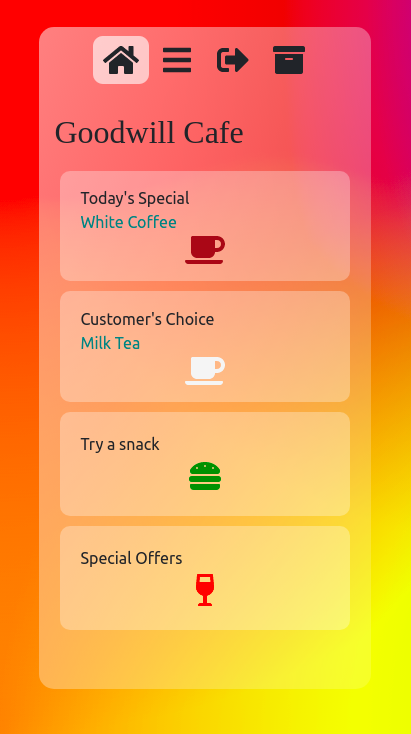 Goodwill Cafe
Today's Special
White Coffee
Customer's Choice
Milk Tea
Try a snack
Special Offers